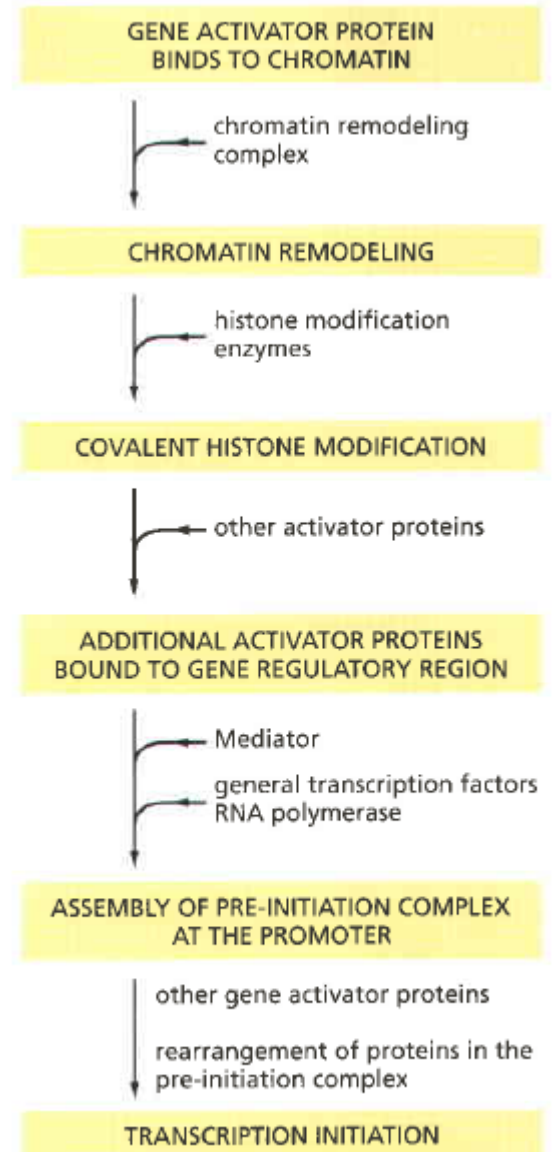 GENE ACTIVATOR PROTEIN
BINDS TO CHROMATIN
chromatin remodeling
complex
CHROMATIN REMODELING
histone modification
enzymes
COVALENT HISTONE MODIFICATION
other activator proteins
ADDITIONAL ACTIVATOR PROTEINS
BOUND TO GENE REGULATORY REGION
Mediator
general transcription factors
RNA polymerase
ASSEMBLY OF PRE-INITIATION COMPLEX
AT THE PROMOTER
other gene activator proteins
rearrangement of proteins in the
pre-initiation complex
TRANSCRIPTION INITIATION